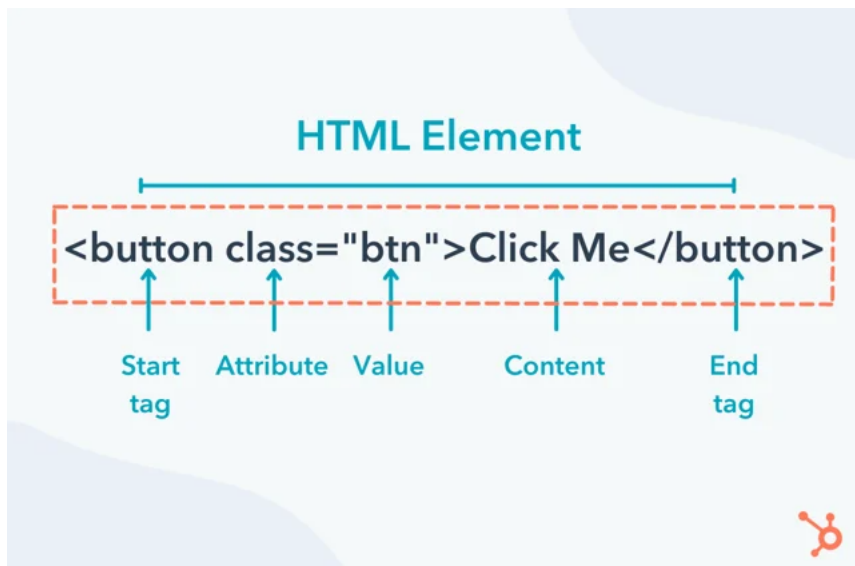 HTML Element
<button class="btn">Click Me</button>
Start tag
Attribute
Value
Content
End tag